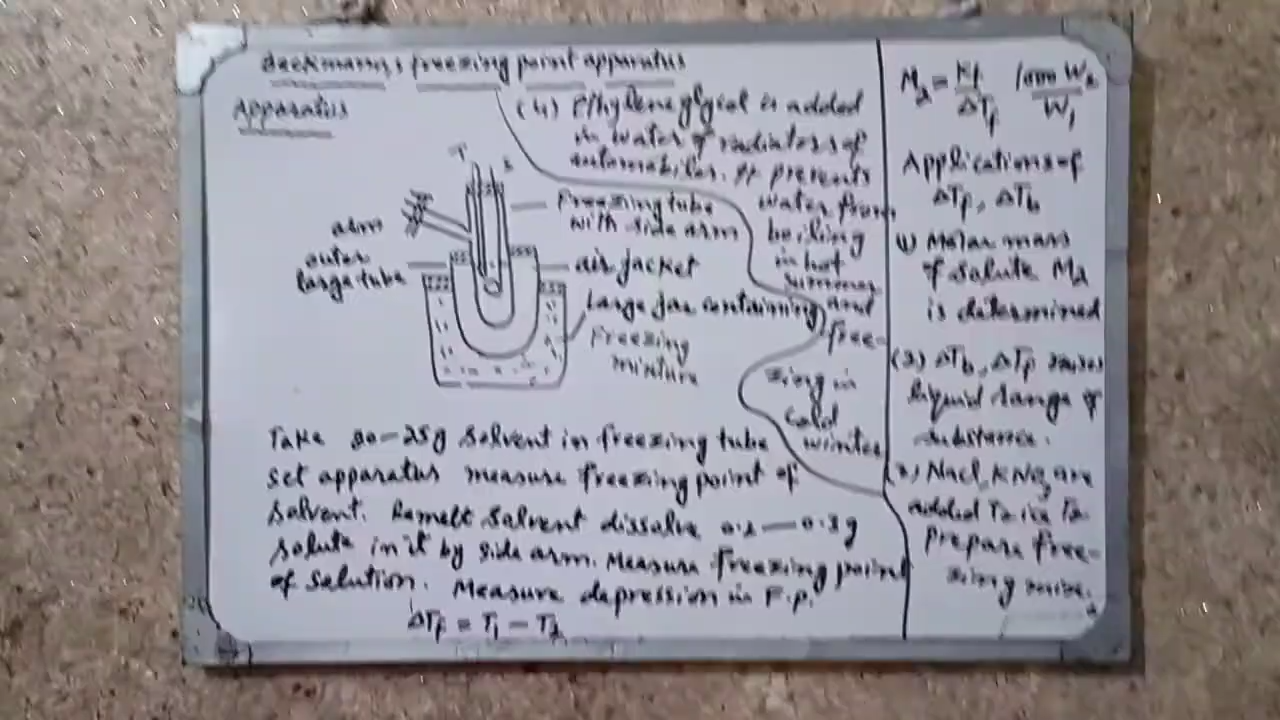 Beckmann,s freezing point apparatus
Apparatus
T
S
arm
outer
large tube
Freezing tube
with side arm
air jacket
Large jar containing
Freezing
mixture
Take 20-25g solvent in freezing tube
set apparatus measure freezing point of
solvent. Remelt solvent dissolve 0.2-0.3g
solute in it by side arm. Measure freezing point
of solution. Measure depression in F.p.
ΔTf = T1 - T2
(4) Ethylene glycol is added
in water of radiators of
automobiles. It prevents
water from
boiling
in hot
summer
and
free-
zing in
cold
winter
M2 = Kf/ΔTf 1000 W2/W1
Applications of
ΔTf, ΔTb
(1) Molar mass
of solute M2
is determined
ΔTb, ΔTf
liquid range of
substance.
NaCl, KNO3 are
added to ice to
prepare free-
zing mix.